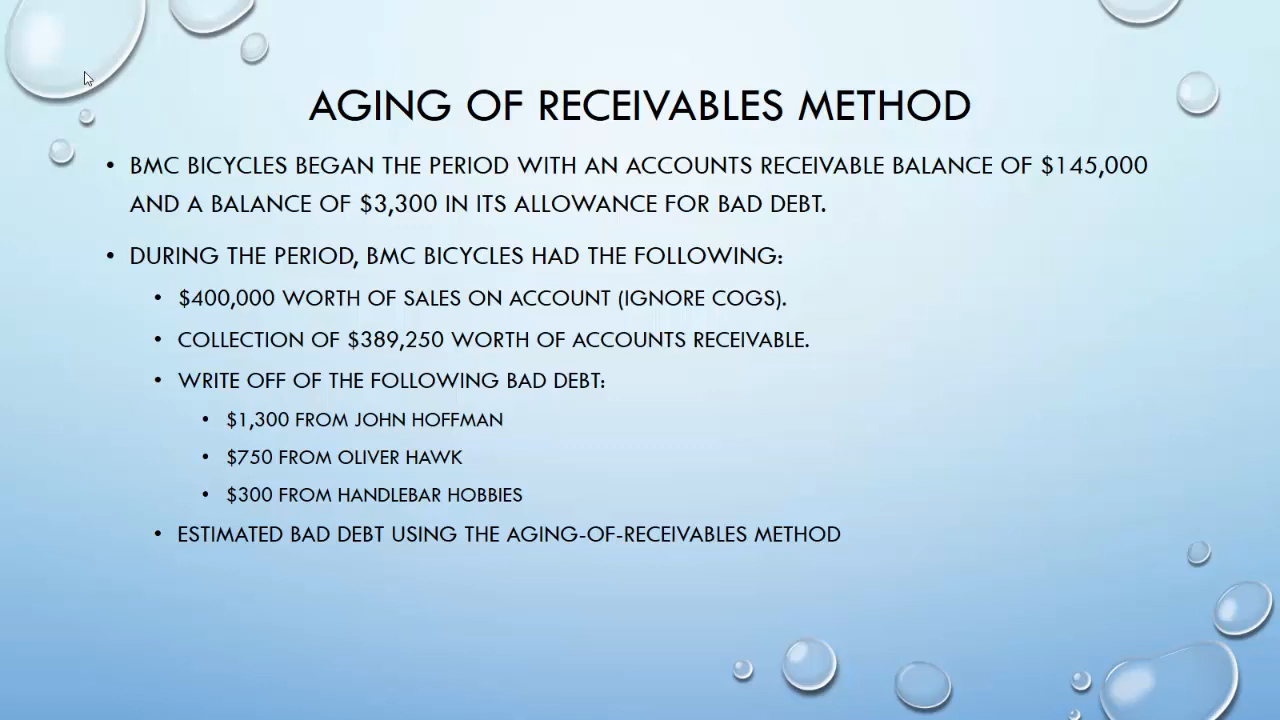 AGING OF RECEIVABLES METHOD
• BMC BICYCLES BEGAN THE PERIOD WITH AN ACCOUNTS RECEIVABLE BALANCE OF $145,000
AND A BALANCE OF $3,300 IN ITS ALLOWANCE FOR BAD DEBT.
• DURING THE PERIOD, BMC BICYCLES HAD THE FOLLOWING:
• $400,000 WORTH OF SALES ON ACCOUNT (IGNORE COGS).
• COLLECTION OF $389,250 WORTH OF ACCOUNTS RECEIVABLE.
• WRITE OFF OF THE FOLLOWING BAD DEBT:
• $1,300 FROM JOHN HOFFMAN
• $750 FROM OLIVER HAWK
• $300 FROM HANDLEBAR HOBBIES
• ESTIMATED BAD DEBT USING THE AGING-OF-RECEIVABLES METHOD